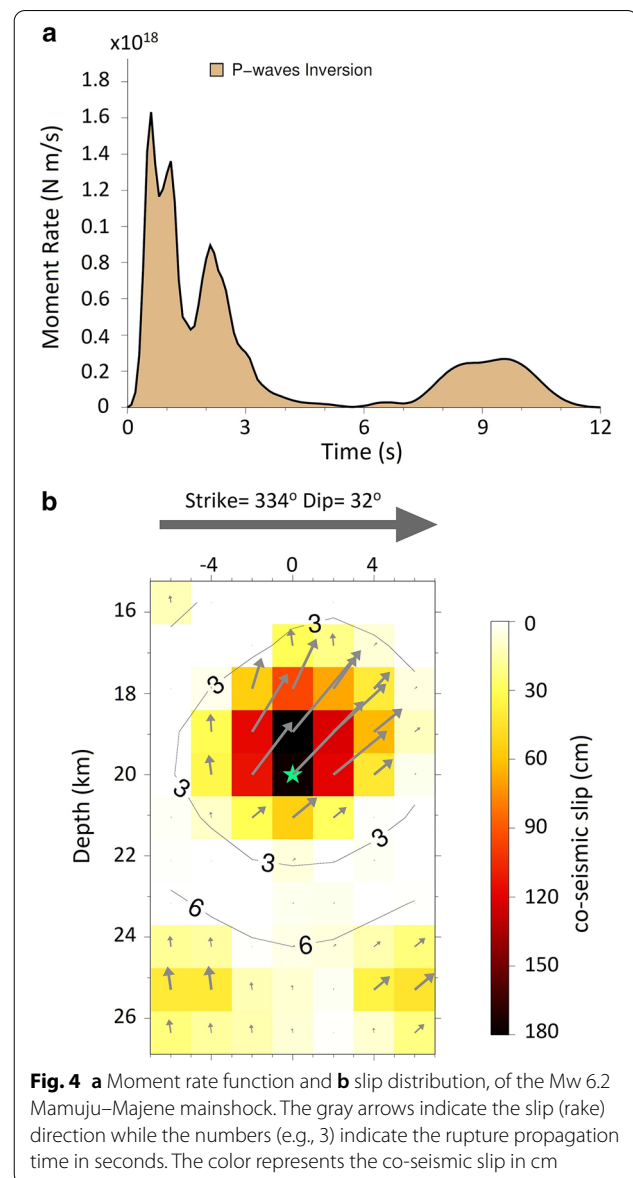 a
x10^18
P-waves Inversion
1.8
1.6
1.4
1.2
0.1
0.8
0.6
0.4
0.2
0
Moment Rate (N m/s)
0 3 6 9 12
Time (s)
b
Strike= 334° Dip= 32°
-4 0 4
16
18
20
22
24
26
Depth (km)
3
3
3
3
3
6
6
0
30
60
90
120
150
180
co-seismic slip (cm)
Fig. 4 a Moment rate function and b slip distribution, of the Mw 6.2
Mamuju–Majene mainshock. The gray arrows indicate the slip (rake)
direction while the numbers (e.g., 3) indicate the rupture propagation
time in seconds. The color represents the co-seismic slip in cm